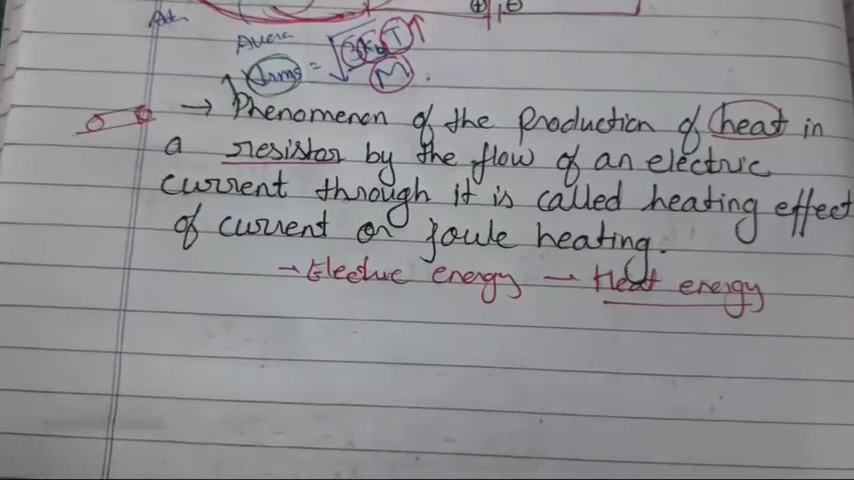 ⊕ | | ⊖
Avera
Vrms = √3KbT/M
→ Phenomenon of the production of heat in
a resistor by the flow of an electric
current through it is called heating effect
of current or joule heating.
→ Electric energy → Heat energy